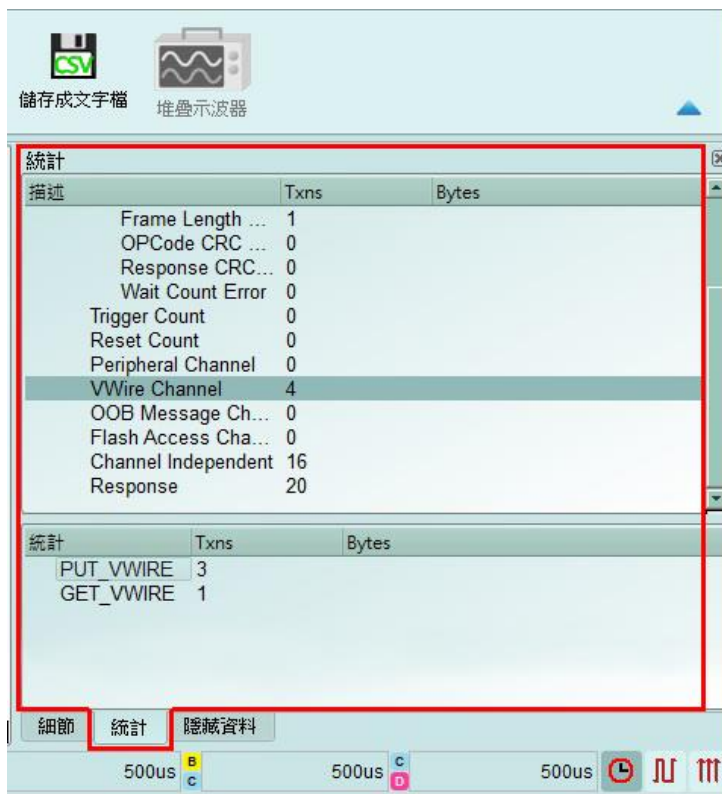 CSV
儲存成文字檔
堆疊示波器
統計
描述 Txns Bytes
Frame Length ... 1
OPCode CRC ... 0
Response CRC... 0
Wait Count Error 0
Trigger Count 0
Reset Count 0
Peripheral Channel 0
VWire Channel 4
OOB Message Ch... 0
Flash Access Cha... 0
Channel Independent 16
Response 20
統計 Txns Bytes
PUT_VWIRE 3
GET_VWIRE 1
細節 統計 隱藏資料
500us B C 500us C D 500us